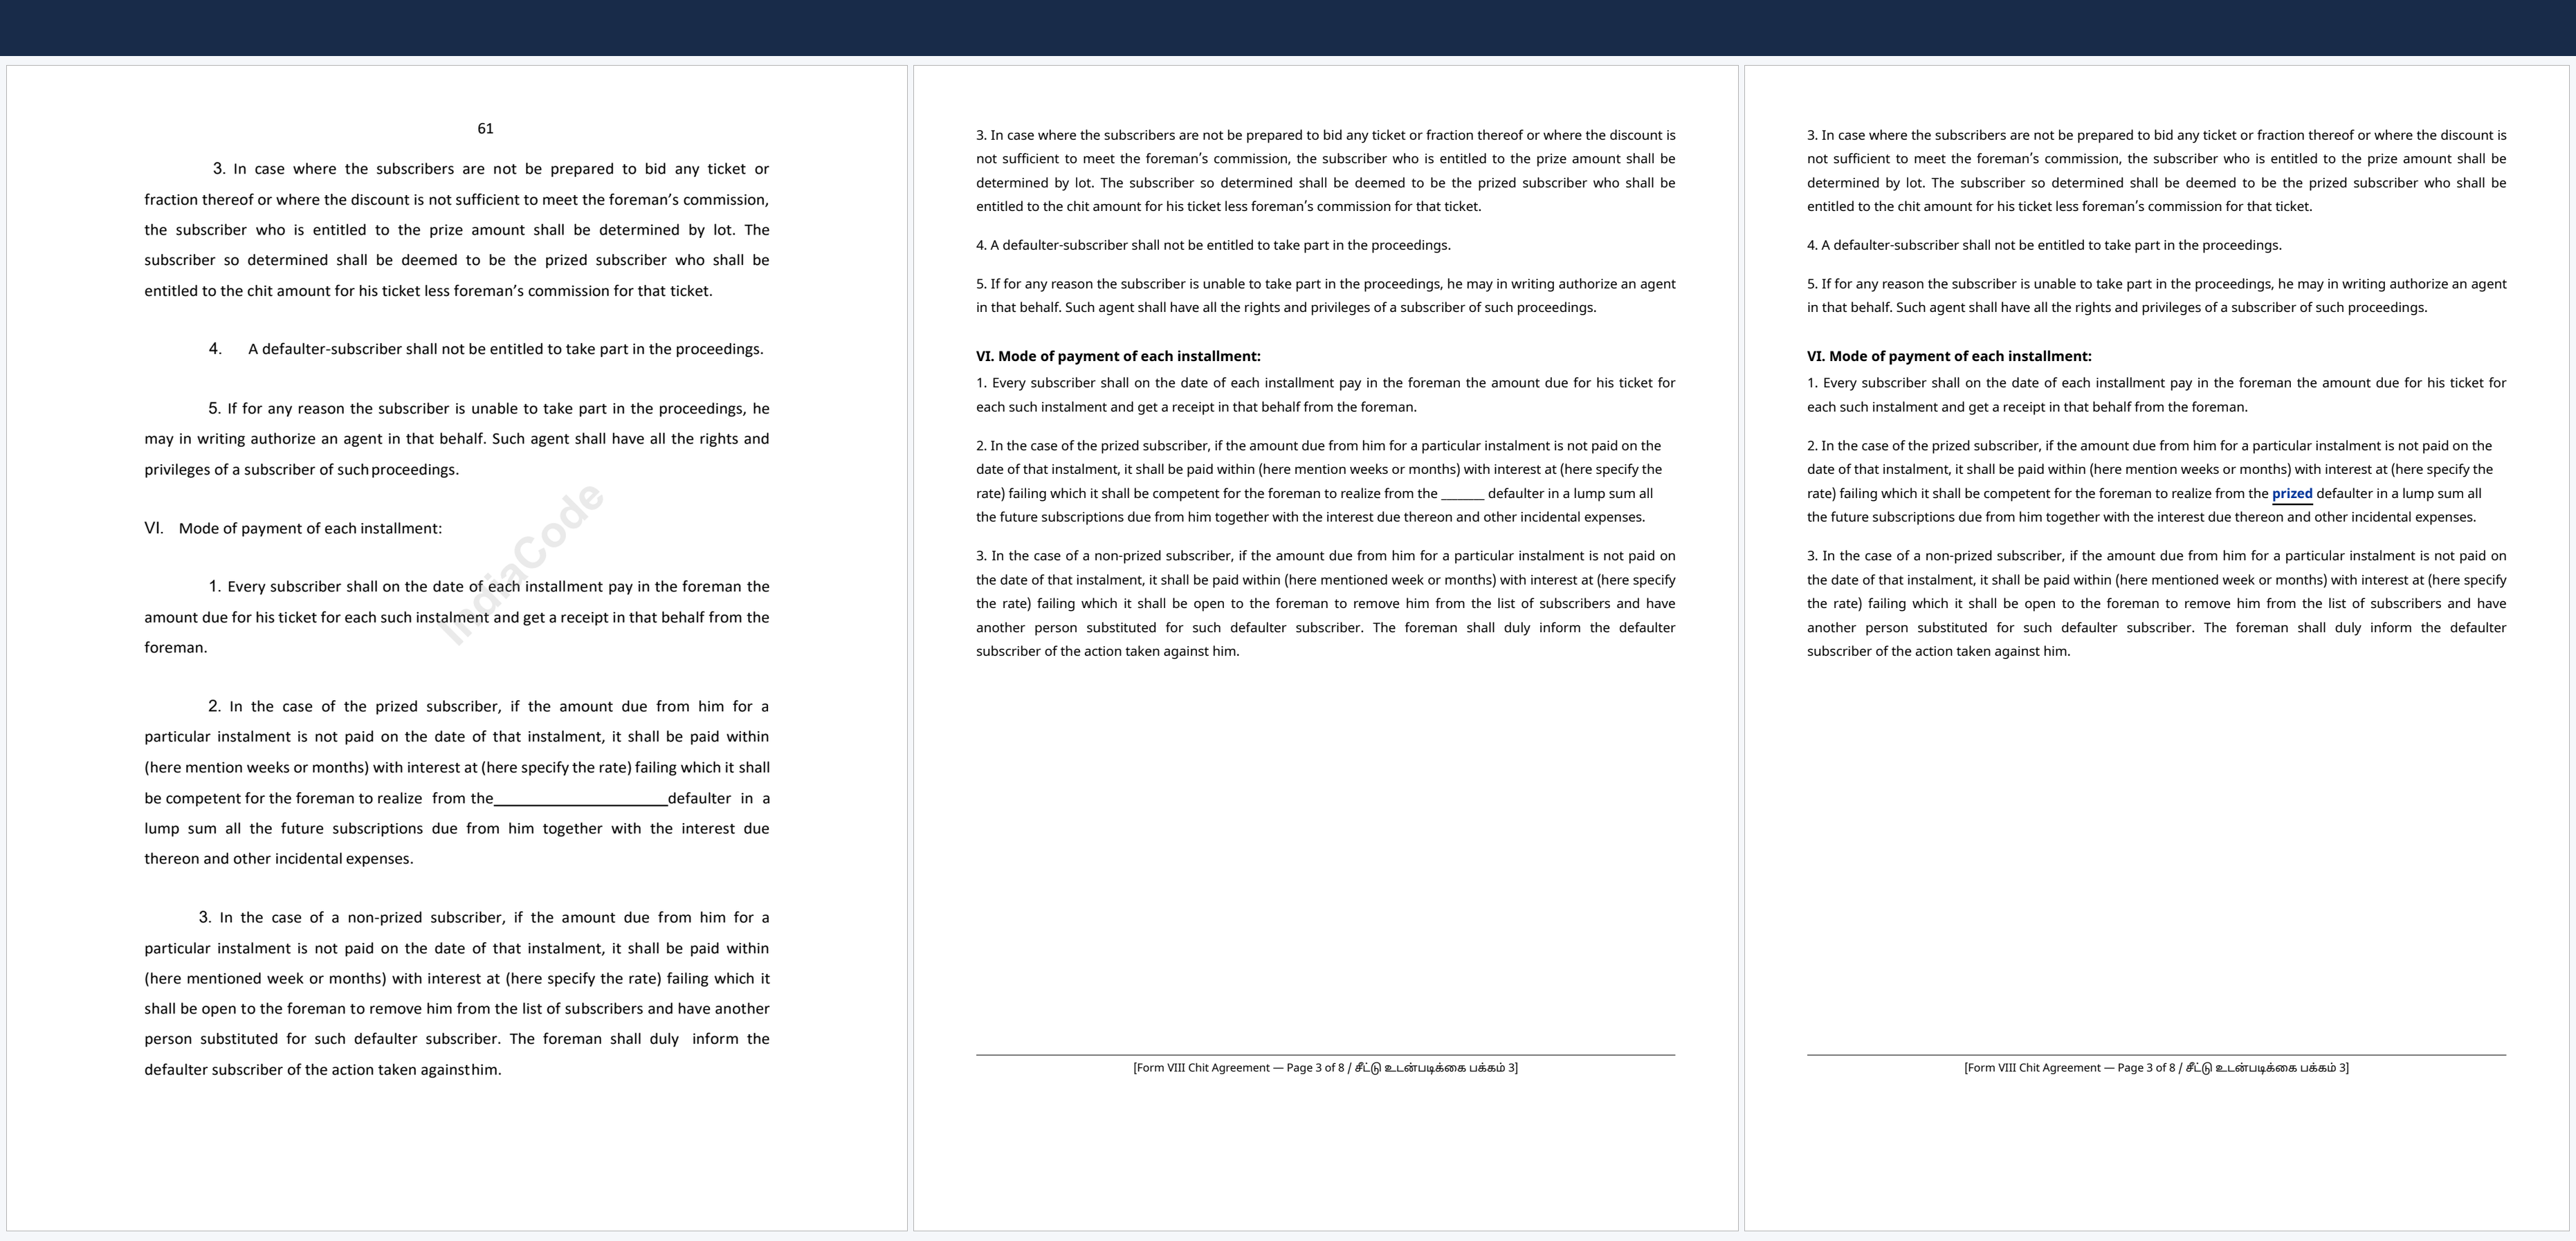 61
3. In case where the subscribers are not be prepared to bid any ticket or
fraction thereof or where the discount is not sufficient to meet the foreman’s commission,
the subscriber who is entitled to the prize amount shall be determined by lot. The
subscriber so determined shall be deemed to be the prized subscriber who shall be
entitled to the chit amount for his ticket less foreman’s commission for that ticket.
4. A defaulter-subscriber shall not be entitled to take part in the proceedings.
5. If for any reason the subscriber is unable to take part in the proceedings, he
may in writing authorize an agent in that behalf. Such agent shall have all the rights and
privileges of a subscriber of such proceedings.
VI. Mode of payment of each installment:
1. Every subscriber shall on the date of each installment pay in the foreman the
amount due for his ticket for each such instalment and get a receipt in that behalf from the
foreman.
2. In the case of the prized subscriber, if the amount due from him for a
particular instalment is not paid on the date of that instalment, it shall be paid within
(here mention weeks or months) with interest at (here specify the rate) failing which it shall
be competent for the foreman to realize from the____________________defaulter in a
lump sum all the future subscriptions due from him together with the interest due
thereon and other incidental expenses.
3. In the case of a non-prized subscriber, if the amount due from him for a
particular instalment is not paid on the date of that instalment, it shall be paid within
(here mentioned week or months) with interest at (here specify the rate) failing which it
shall be open to the foreman to remove him from the list of subscribers and have another
person substituted for such defaulter subscriber. The foreman shall duly inform the
defaulter subscriber of the action taken against him.
IndiaCode
3. In case where the subscribers are not be prepared to bid any ticket or fraction thereof or where the discount is
not sufficient to meet the foreman’s commission, the subscriber who is entitled to the prize amount shall be
determined by lot. The subscriber so determined shall be deemed to be the prized subscriber who shall be
entitled to the chit amount for his ticket less foreman’s commission for that ticket.
4. A defaulter-subscriber shall not be entitled to take part in the proceedings.
5. If for any reason the subscriber is unable to take part in the proceedings, he may in writing authorize an agent
in that behalf. Such agent shall have all the rights and privileges of a subscriber of such proceedings.
VI. Mode of payment of each installment:
1. Every subscriber shall on the date of each installment pay in the foreman the amount due for his ticket for
each such instalment and get a receipt in that behalf from the foreman.
2. In the case of the prized subscriber, if the amount due from him for a particular instalment is not paid on the
date of that instalment, it shall be paid within (here mention weeks or months) with interest at (here specify the
rate) failing which it shall be competent for the foreman to realize from the ______ defaulter in a lump sum all
the future subscriptions due from him together with the interest due thereon and other incidental expenses.
3. In the case of a non-prized subscriber, if the amount due from him for a particular instalment is not paid on
the date of that instalment, it shall be paid within (here mentioned week or months) with interest at (here specify
the rate) failing which it shall be open to the foreman to remove him from the list of subscribers and have
another person substituted for such defaulter subscriber. The foreman shall duly inform the defaulter
subscriber of the action taken against him.
[Form VIII Chit Agreement — Page 3 of 8 / சீட்டு உடன்படிக்கை பக்கம் 3]
3. In case where the subscribers are not be prepared to bid any ticket or fraction thereof or where the discount is
not sufficient to meet the foreman’s commission, the subscriber who is entitled to the prize amount shall be
determined by lot. The subscriber so determined shall be deemed to be the prized subscriber who shall be
entitled to the chit amount for his ticket less foreman’s commission for that ticket.
4. A defaulter-subscriber shall not be entitled to take part in the proceedings.
5. If for any reason the subscriber is unable to take part in the proceedings, he may in writing authorize an agent
in that behalf. Such agent shall have all the rights and privileges of a subscriber of such proceedings.
VI. Mode of payment of each installment:
1. Every subscriber shall on the date of each installment pay in the foreman the amount due for his ticket for
each such instalment and get a receipt in that behalf from the foreman.
2. In the case of the prized subscriber, if the amount due from him for a particular instalment is not paid on the
date of that instalment, it shall be paid within (here mention weeks or months) with interest at (here specify the
rate) failing which it shall be competent for the foreman to realize from the prized defaulter in a lump sum all
the future subscriptions due from him together with the interest due thereon and other incidental expenses.
3. In the case of a non-prized subscriber, if the amount due from him for a particular instalment is not paid on
the date of that instalment, it shall be paid within (here mentioned week or months) with interest at (here specify
the rate) failing which it shall be open to the foreman to remove him from the list of subscribers and have
another person substituted for such defaulter subscriber. The foreman shall duly inform the defaulter
subscriber of the action taken against him.
[Form VIII Chit Agreement — Page 3 of 8 / சீட்டு உடன்படிக்கை பக்கம் 3]